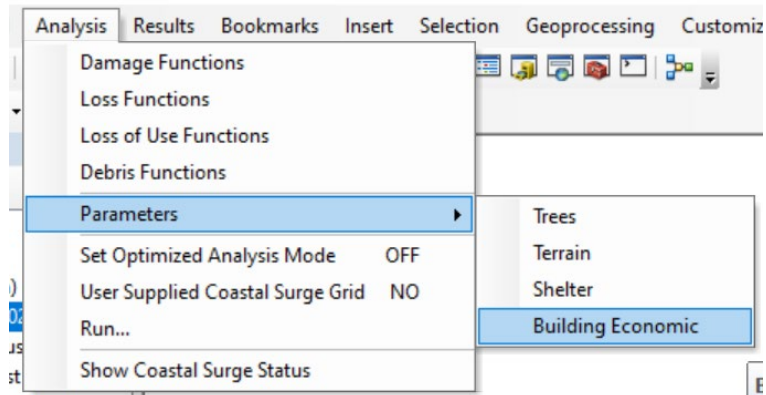 Analysis Results Bookmarks Insert Selection Geoprocessing
Damage Functions
Loss Functions
Loss of Use Functions
Debris Functions
Parameters
Trees
Terrain
Shelter
Building Economic
Set Optimized Analysis Mode OFF
User Supplied Coastal Surge Grid NO
Run...
Show Coastal Surge Status